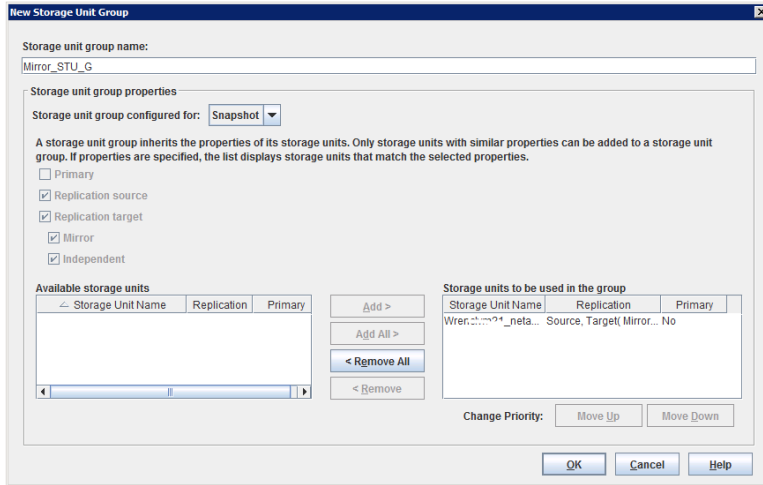 New Storage Unit Group
Storage unit group name:
Mirror_STU_G
Storage unit group properties
Storage unit group configured for: Snapshot
A storage unit group inherits the properties of its storage units. Only storage units with similar properties can be added to a storage unit
group. If properties are specified, the list displays storage units that match the selected properties.
Primary
Replication source
Replication target
Mirror
Independent
Available storage units
Storage Unit Name Replication Primary
Add >
Add All >
< Remove All
< Remove
Storage units to be used in the group
Storage Unit Name Replication Primary
Source, Target( Mirror... No
Change Priority: Move Up Move Down
OK Cancel Help